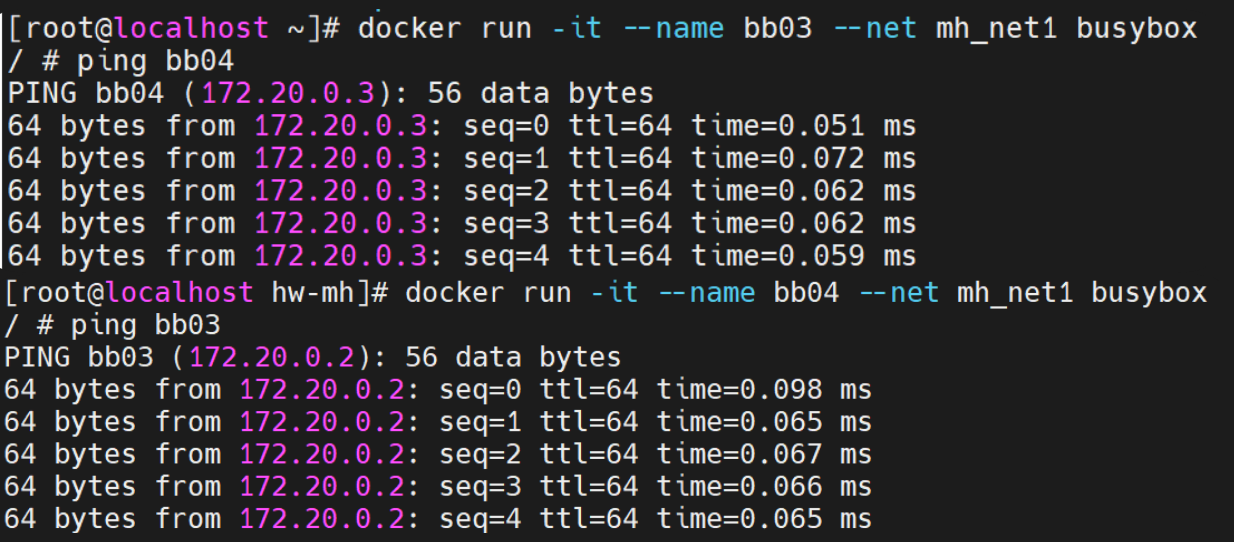 [root@localhost ~]# docker run -it --name bb03 --net mh_net1 busybox
/ # ping bb04
PING bb04 (172.20.0.3): 56 data bytes
64 bytes from 172.20.0.3: seq=0 ttl=64 time=0.051 ms
64 bytes from 172.20.0.3: seq=1 ttl=64 time=0.072 ms
64 bytes from 172.20.0.3: seq=2 ttl=64 time=0.062 ms
64 bytes from 172.20.0.3: seq=3 ttl=64 time=0.062 ms
64 bytes from 172.20.0.3: seq=4 ttl=64 time=0.059 ms
[root@localhost hw-mh]# docker run -it --name bb04 --net mh_net1 busybox
/ # ping bb03
PING bb03 (172.20.0.2): 56 data bytes
64 bytes from 172.20.0.2: seq=0 ttl=64 time=0.098 ms
64 bytes from 172.20.0.2: seq=1 ttl=64 time=0.065 ms
64 bytes from 172.20.0.2: seq=2 ttl=64 time=0.067 ms
64 bytes from 172.20.0.2: seq=3 ttl=64 time=0.066 ms
64 bytes from 172.20.0.2: seq=4 ttl=64 time=0.065 ms